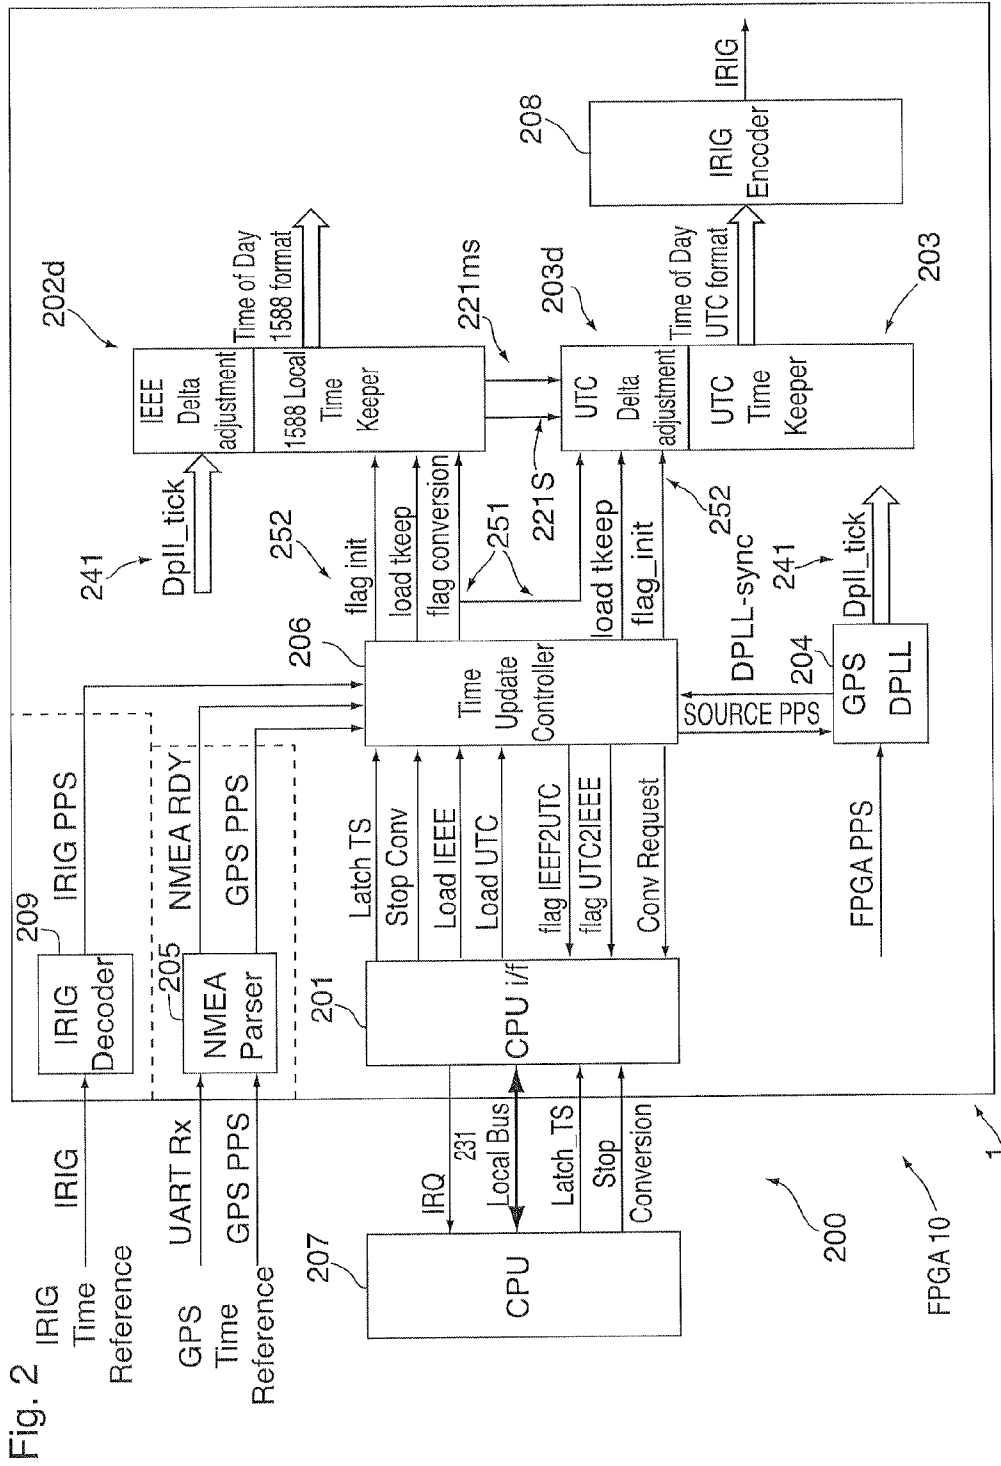 Fig. 2
IRIG
Time
Reference
IRIG
209
IRIG
Decoder
IRIG PPS
GPS
Time
Reference
UART Rx
GPS PPS
205
NMEA
Parser
NMEA RDY
GPS PPS
207
CPU
IRQ
231
Local Bus
Latch_TS
Stop
Conversion
201
CPU i/f
Latch TS
Stop Conv
Load IEEE
Load UTC
flag IEEF2UTC
flag UTC2IEEE
Conv Request
206
Time
Update
Controller
252
flag init
load tkeep
flag conversion
251
load tkeep
flag_init
252
DPLL-sync
SOURCE PPS
FPGA PPS
204
GPS
DPLL
241
Dpll_tick
241
Dpll_tick
202d
IEEE
Delta
adjustment
1588 Local
Time
Keeper
Time of Day
1588 format
221ms
221S
203d
UTC
Delta
adjustment
UTC
Time
Keeper
203
Time of Day
UTC format
208
IRIG
Encoder
IRIG
200
FPGA 10
1